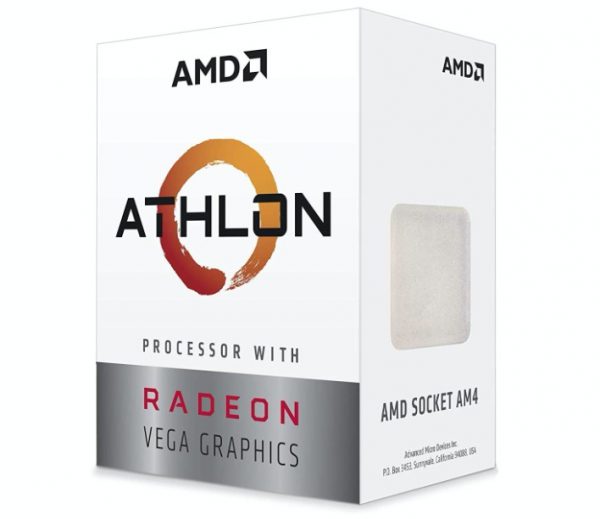 AMD
ATHLON
PROCESSOR WITH
RADEON
VEGA GRAPHICS
AMD
AMD SOCKET AM4
Advanced Micro Devices Inc.
P.O. Box 3453, Sunnyvale, California 94088, USA